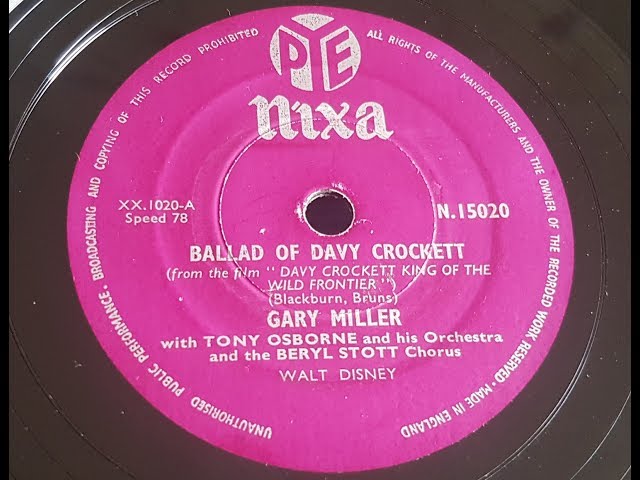 PYE
nixa
XX.1020-A
Speed 78
N.15020
BALLAD OF DAVY CROCKETT
(from the film " DAVY CROCKETT KING OF THE
WILD FRONTIER ")
(Blackburn, Bruns)
GARY MILLER
with TONY OSBORNE and his Orchestra
and the BERYL STOTT Chorus
WALT DISNEY
ALL RIGHTS OF THE MANUFACTURERS AND THE OWNER OF THE RECORDED WORK RESERVED · MADE IN ENGLAND
UNAUTHORISED PUBLIC PERFORMANCE, BROADCASTING AND COPYING OF THIS RECORD PROHIBITED